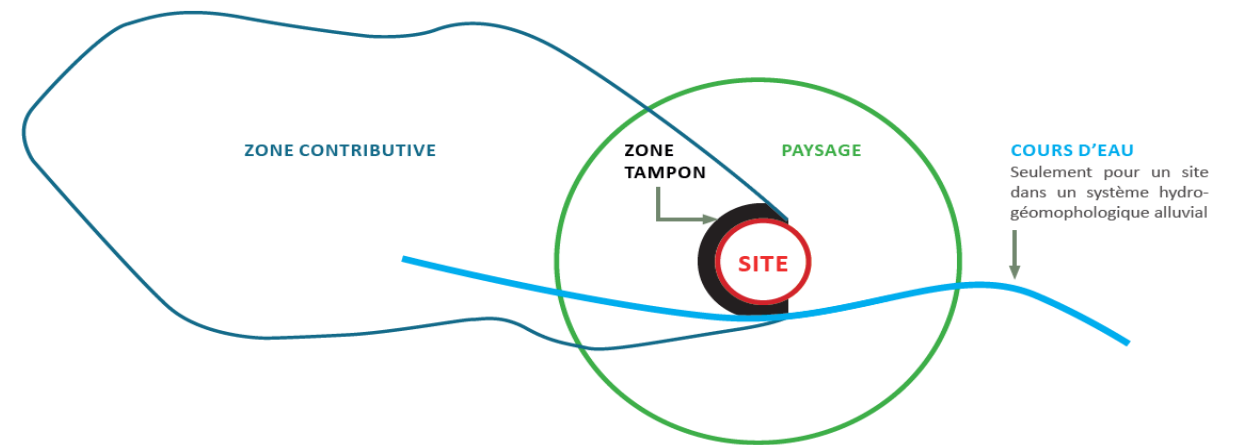 ZONE CONTRIBUTIVE
ZONE
TAMPON
PAYSAGE
SITE
COURS D'EAU
Seulement pour un site
dans un système hydro-
géomophologique alluvial